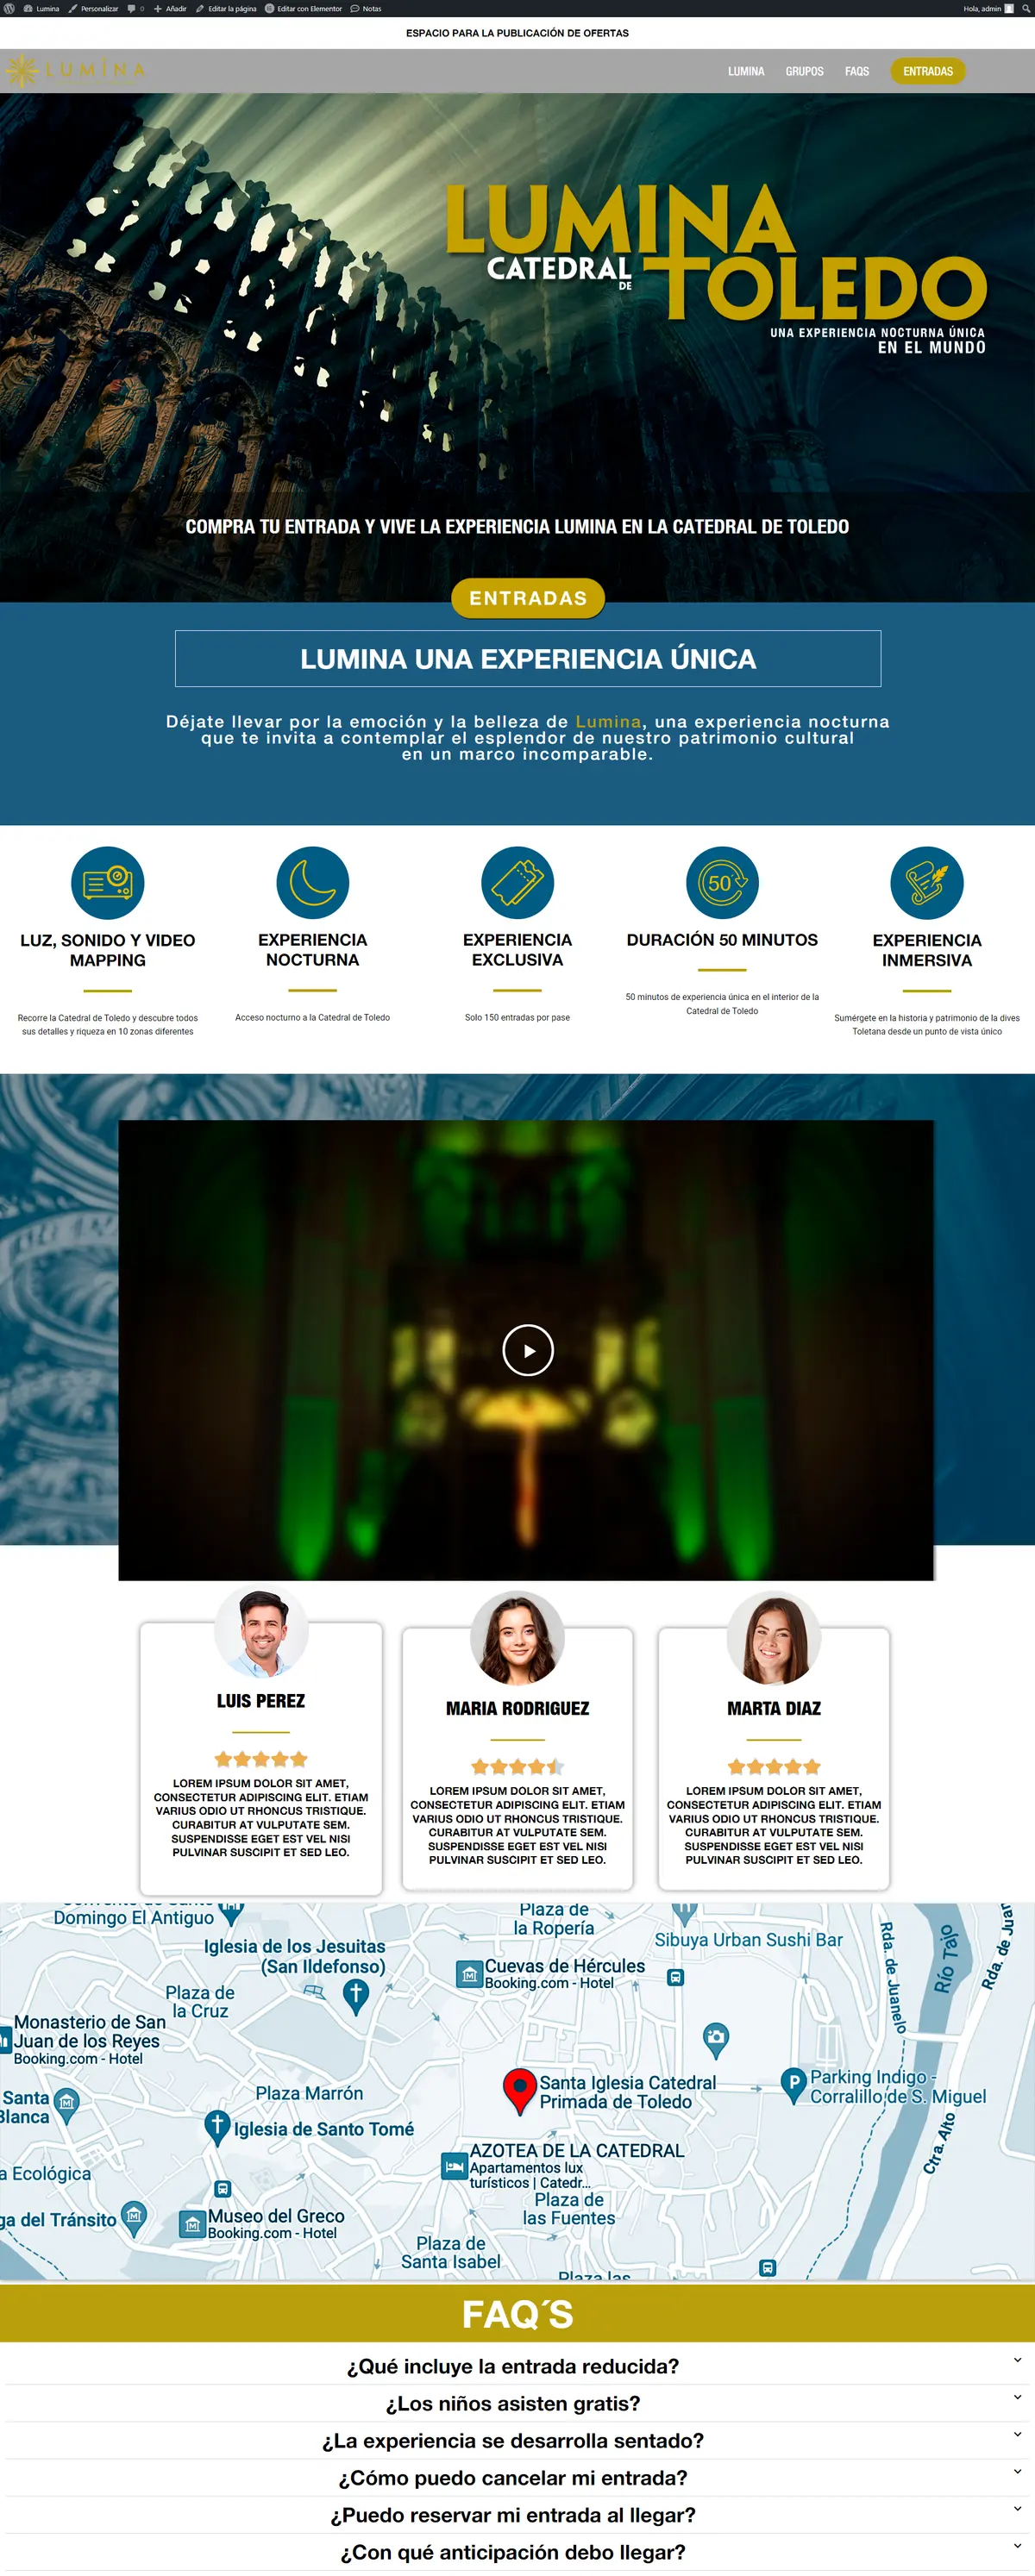 Lumina Personalizar 0 Añadir Editar la página Editar con Elementor Notas Hola, admin
ESPACIO PARA LA PUBLICACIÓN DE OFERTAS
LUMINA LUMINA GRUPOS FAQS ENTRADAS
LUMINA
CATEDRAL
DE
TOLEDO
UNA EXPERIENCIA NOCTURNA ÚNICA
EN EL MUNDO
COMPRA TU ENTRADA Y VIVE LA EXPERIENCIA LUMINA EN LA CATEDRAL DE TOLEDO
ENTRADAS
LUMINA UNA EXPERIENCIA ÚNICA
Déjate llevar por la emoción y la belleza de Lumina, una experiencia nocturna
que te invita a contemplar el esplendor de nuestro patrimonio cultural
en un marco incomparable.
LUZ, SONIDO Y VIDEO
MAPPING
Recorre la Catedral de Toledo y descubre todos
sus detalles y riqueza en 10 zonas diferentes
EXPERIENCIA
NOCTURNA
Acceso nocturno a la Catedral de Toledo
EXPERIENCIA
EXCLUSIVA
Solo 150 entradas por pase
50'
DURACIÓN 50 MINUTOS
50 minutos de experiencia única en el interior de la
Catedral de Toledo
EXPERIENCIA
INMERSIVA
Sumérgete en la historia y patrimonio de la dives
Toletana desde un punto de vista único
LUIS PEREZ
LOREM IPSUM DOLOR SIT AMET,
CONSECTETUR ADIPISCING ELIT. ETIAM
VARIUS ODIO UT RHONCUS TRISTIQUE.
CURABITUR AT VULPUTATE SEM.
SUSPENDISSE EGET EST VEL NISI
PULVINAR SUSCIPIT ET SED LEO.
MARIA RODRIGUEZ
LOREM IPSUM DOLOR SIT AMET,
CONSECTETUR ADIPISCING ELIT. ETIAM
VARIUS ODIO UT RHONCUS TRISTIQUE.
CURABITUR AT VULPUTATE SEM.
SUSPENDISSE EGET EST VEL NISI
PULVINAR SUSCIPIT ET SED LEO.
MARTA DIAZ
LOREM IPSUM DOLOR SIT AMET,
CONSECTETUR ADIPISCING ELIT. ETIAM
VARIUS ODIO UT RHONCUS TRISTIQUE.
CURABITUR AT VULPUTATE SEM.
SUSPENDISSE EGET EST VEL NISI
PULVINAR SUSCIPIT ET SED LEO.
Domingo El Antiguo
Plaza de
la Ropería
Sibuya Urban Sushi Bar
Rda. de Juanelo
Río Tajo
Rda. de Juan
Iglesia de los Jesuitas
(San Ildefonso)
Cuevas de Hércules
Booking.com - Hotel
Plaza de
la Cruz
Monasterio de San
Juan de los Reyes
Booking.com - Hotel
Santa
Blanca
Plaza Marrón
Santa Iglesia Catedral
Primada de Toledo
P
Parking Indigo -
Corralillo de S. Miguel
Iglesia de Santo Tomé
AZOTEA DE LA CATEDRAL
Apartamentos lux
turísticos | Catedr...
Ctra. Alto
a Ecológica
Plaza de
las Fuentes
ga del Tránsito
Museo del Greco
Booking.com - Hotel
Plaza de
Santa Isabel
Plaza las
FAQ´S
¿Qué incluye la entrada reducida?
¿Los niños asisten gratis?
¿La experiencia se desarrolla sentado?
¿Cómo puedo cancelar mi entrada?
¿Puedo reservar mi entrada al llegar?
¿Con qué anticipación debo llegar?